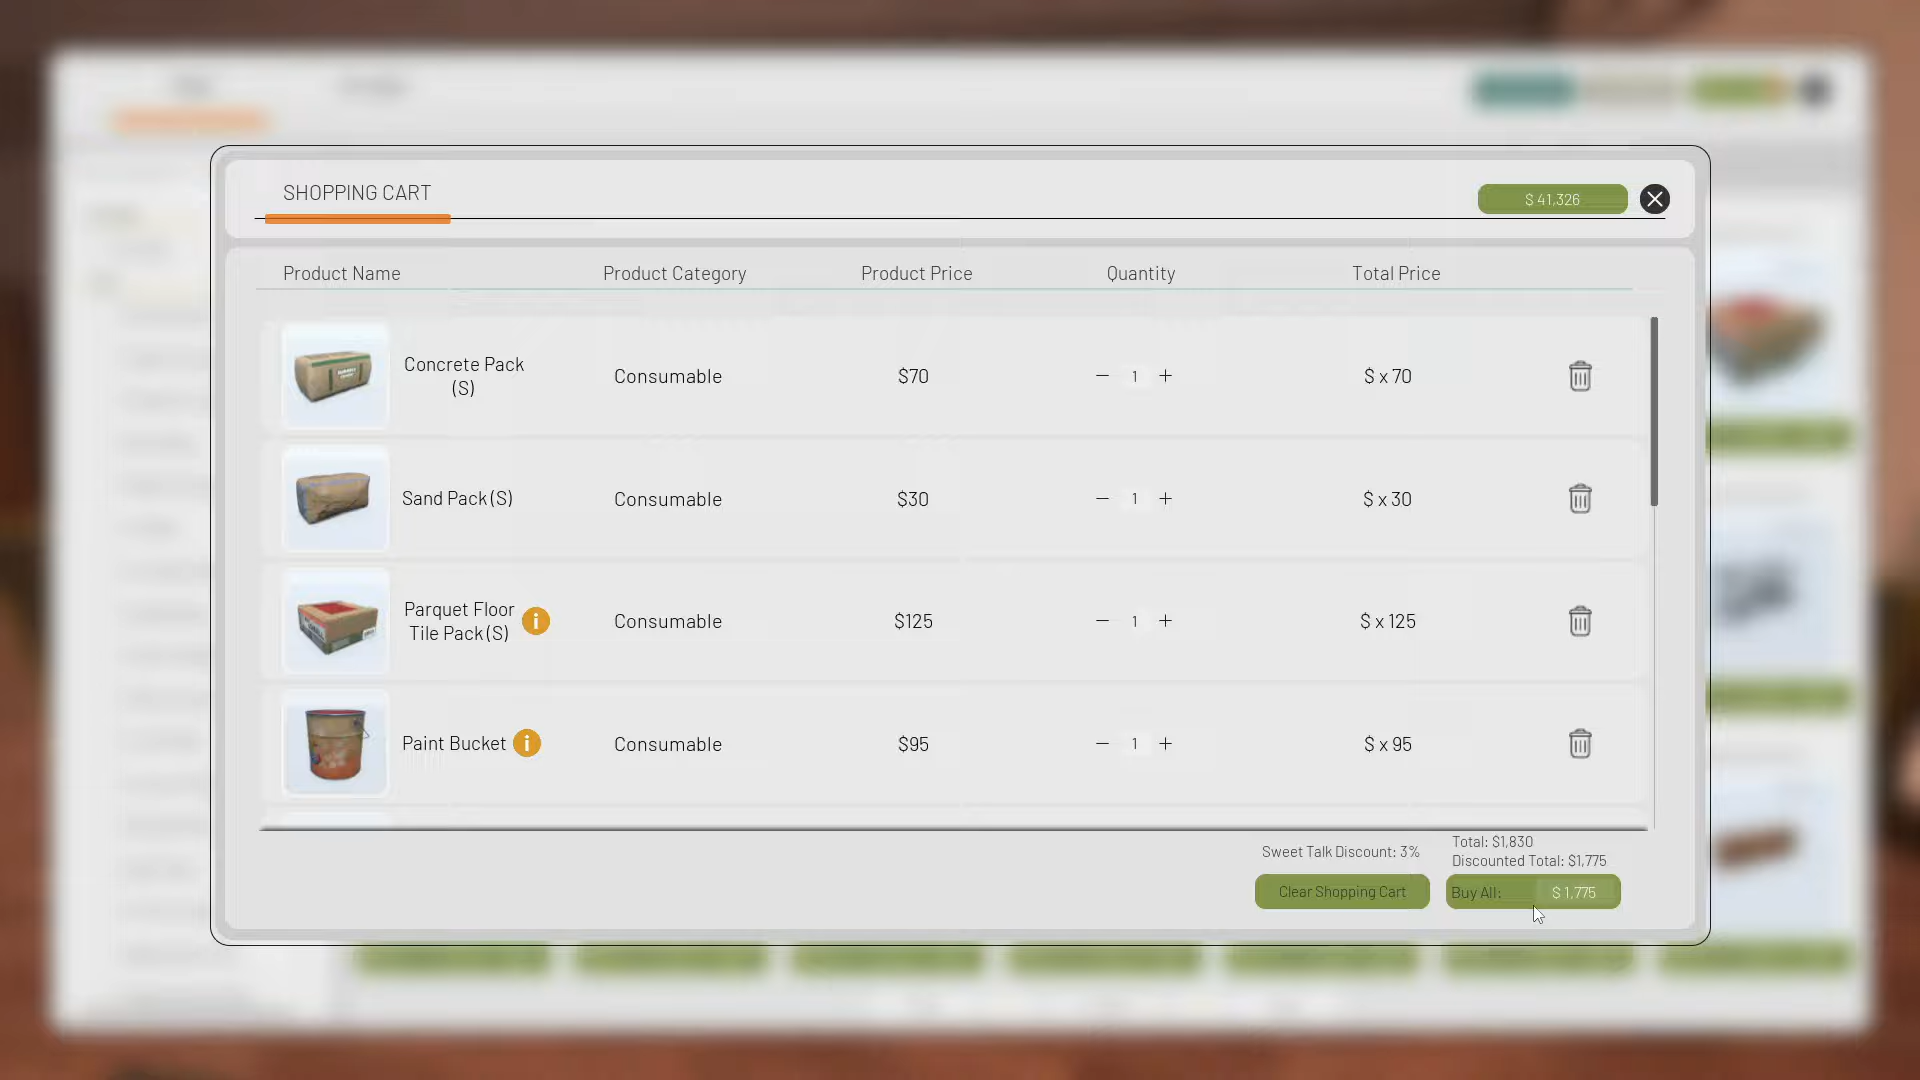 SHOPPING CART
$ 41,326
Product Name Product Category Product Price Quantity Total Price
Concrete Pack
(S)
Consumable $70 − 1 + $ x 70
Sand Pack (S) Consumable $30 − 1 + $ x 30
Parquet Floor
Tile Pack (S)
i
Consumable $125 − 1 + $ x 125
Paint Bucket i Consumable $95 − 1 + $ x 95
Sweet Talk Discount: 3%
Total: $1,830
Discounted Total: $1,775
Clear Shopping Cart
Buy All: $ 1,775